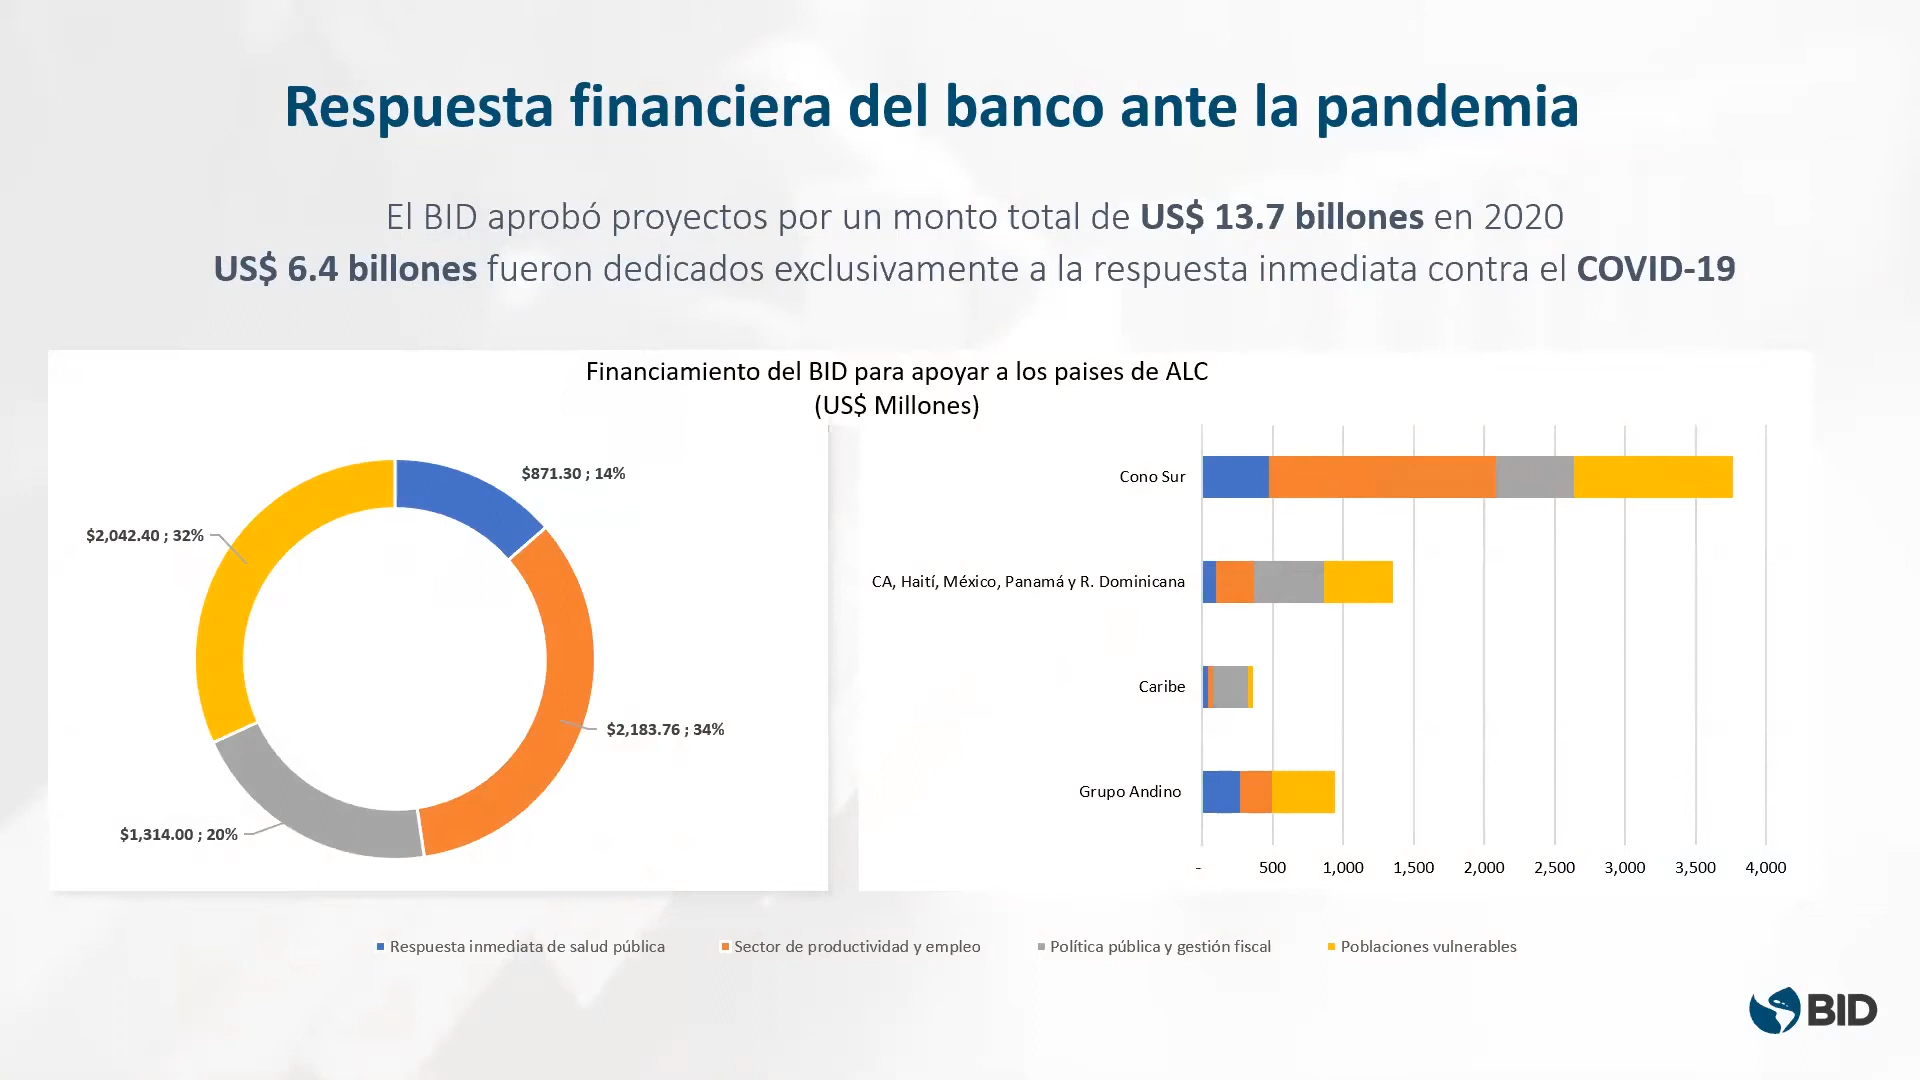 Respuesta financiera del banco ante la pandemia
El BID aprobó proyectos por un monto total de US$ 13.7 billones en 2020
US$ 6.4 billones fueron dedicados exclusivamente a la respuesta inmediata contra el COVID-19
Financiamiento del BID para apoyar a los paises de ALC
(US$ Millones)
$871.30 ; 14%
$2,042.40 ; 32%
$2,183.76 ; 34%
$1,314.00 ; 20%
Cono Sur
CA, Haití, México, Panamá y R. Dominicana
Caribe
Grupo Andino
- 500 1,000 1,500 2,000 2,500 3,000 3,500 4,000
Respuesta inmediata de salud pública Sector de productividad y empleo Política pública y gestión fiscal Poblaciones vulnerables
BID